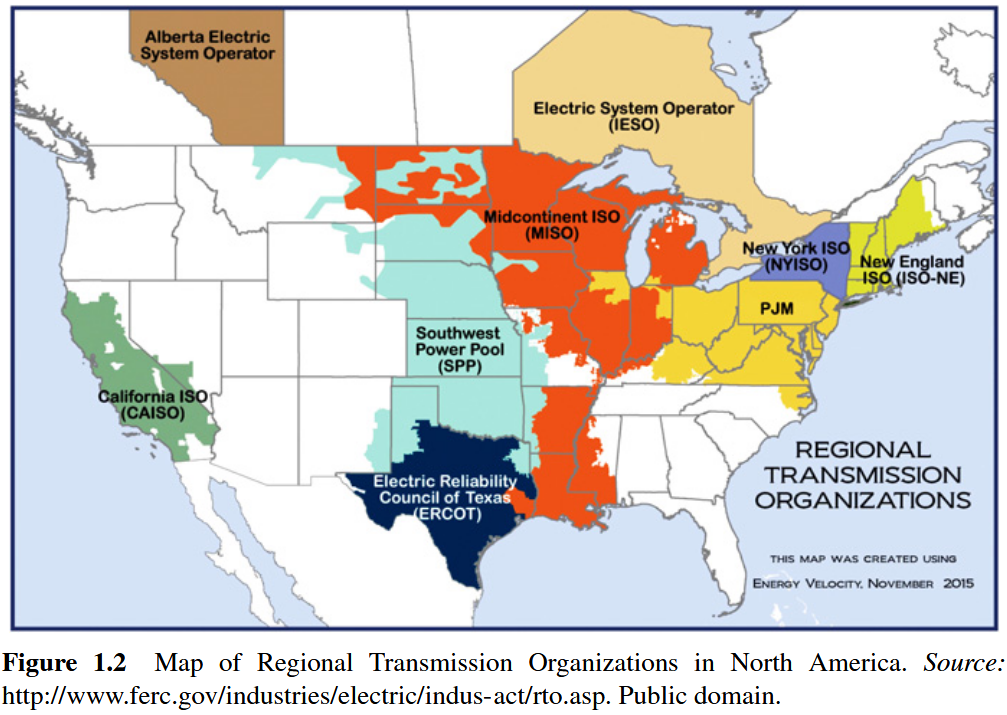 Alberta Electric
System Operator
Electric System Operator
(IESO)
Midcontinent ISO
(MISO)
New York ISO
(NYISO)
New England
ISO (ISO-NE)
PJM
Southwest
Power Pool
(SPP)
California ISO
(CAISO)
Electric Reliability
Council of Texas
(ERCOT)
REGIONAL
TRANSMISSION
ORGANIZATIONS
THIS MAP WAS CREATED USING
ENERGY VELOCITY, NOVEMBER 2015
Figure 1.2 Map of Regional Transmission Organizations in North America. Source:
http://www.ferc.gov/industries/electric/indus-act/rto.asp. Public domain.